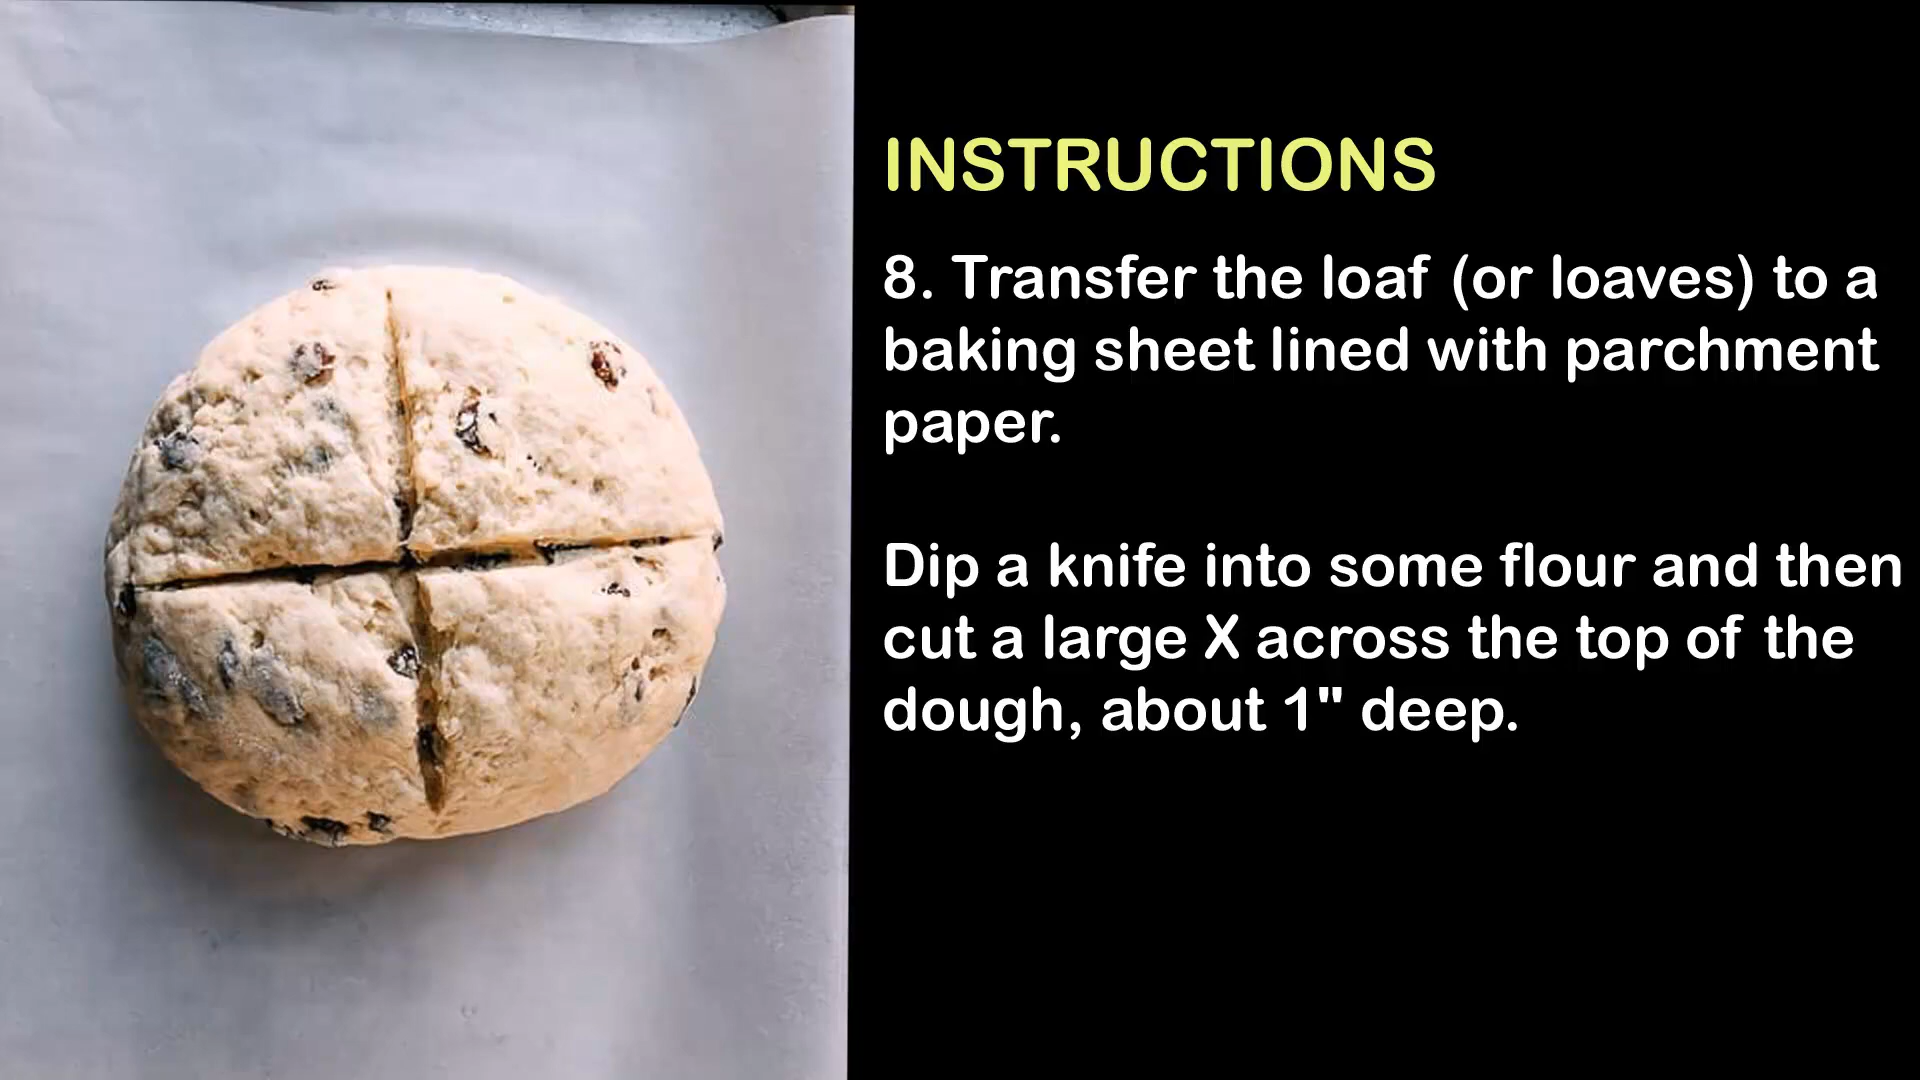 INSTRUCTIONS
8. Transfer the loaf (or loaves) to a
baking sheet lined with parchment
paper.
Dip a knife into some flour and then
cut a large X across the top of the
dough, about 1" deep.